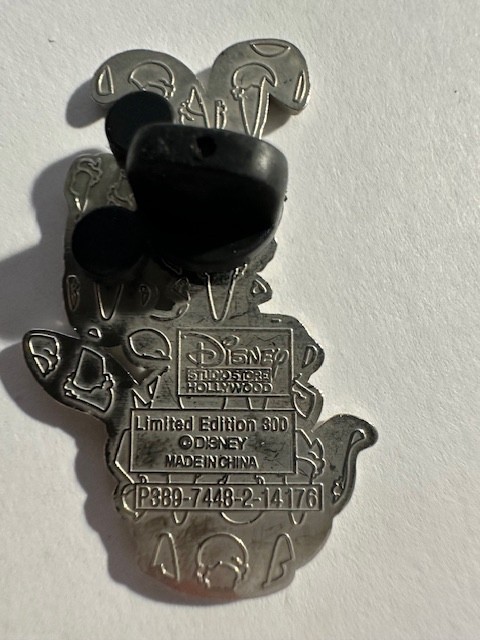 Disney
STUDIO STORE
HOLLYWOOD
Limited Edition 300
©DISNEY
MADE IN CHINA
P389-7448-2-14176